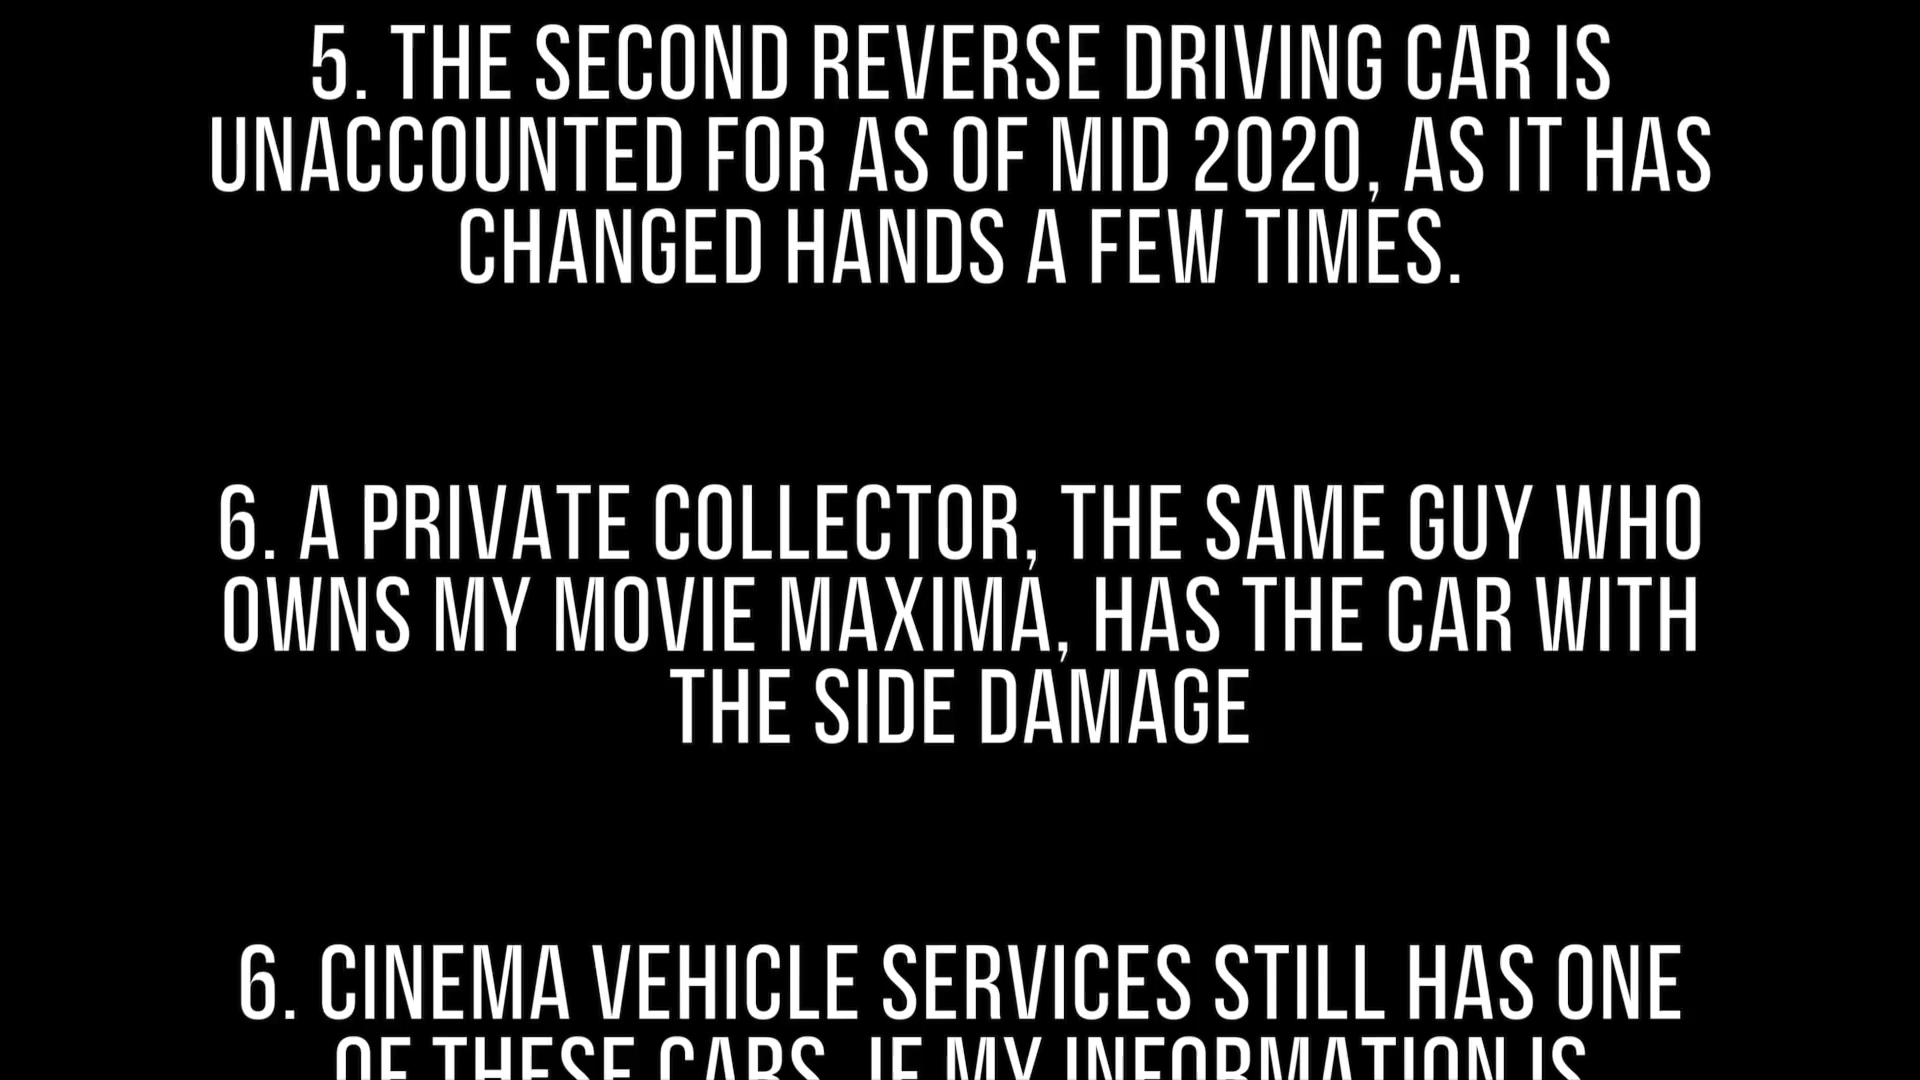 5. THE SECOND REVERSE DRIVING CAR IS
UNACCOUNTED FOR AS OF MID 2020, AS IT HAS
CHANGED HANDS A FEW TIMES.
6. A PRIVATE COLLECTOR, THE SAME GUY WHO
OWNS MY MOVIE MAXIMA, HAS THE CAR WITH
THE SIDE DAMAGE
6. CINEMA VEHICLE SERVICES STILL HAS ONE
OF THESE CARS, IF MY INFORMATION IS